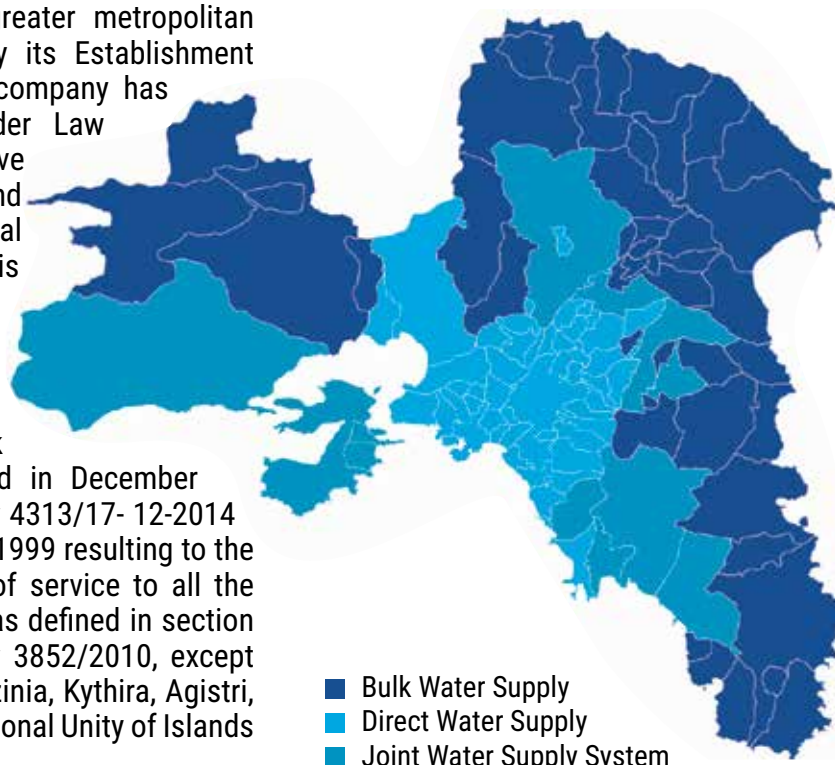 reater metropolitan
its Establishment
company has
der Law
ve
nd
al
is
d in December
4313/17- 12-2014
1999 resulting to the
of service to all the
as defined in section
3852/2010, except
tinia, Kythira, Agistri,
onal Unity of Islands
Bulk Water Supply
Direct Water Supply
Joint Water Supply System